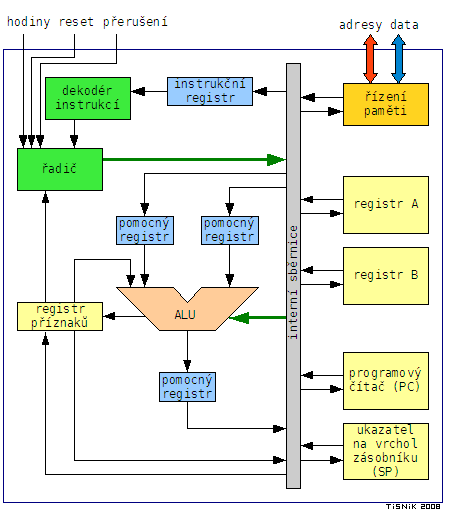 hodiny reset přerušení
adresy data
dekodér
instrukcí
instrukční
registr
řízení
paměti
řadič
registr A
pomocný
registr
pomocný
registr
interní sběrnice
registr B
registr
příznaků
ALU
pomocný
registr
programový
čítač (PC)
ukazatel
na vrchol
zásobníku
(SP)
TiSNiK 2008